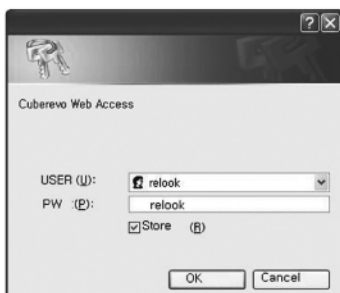 Cuberevo Web Access
USER (U): relook
PW :(P): relook
Store (R)
OK Cancel